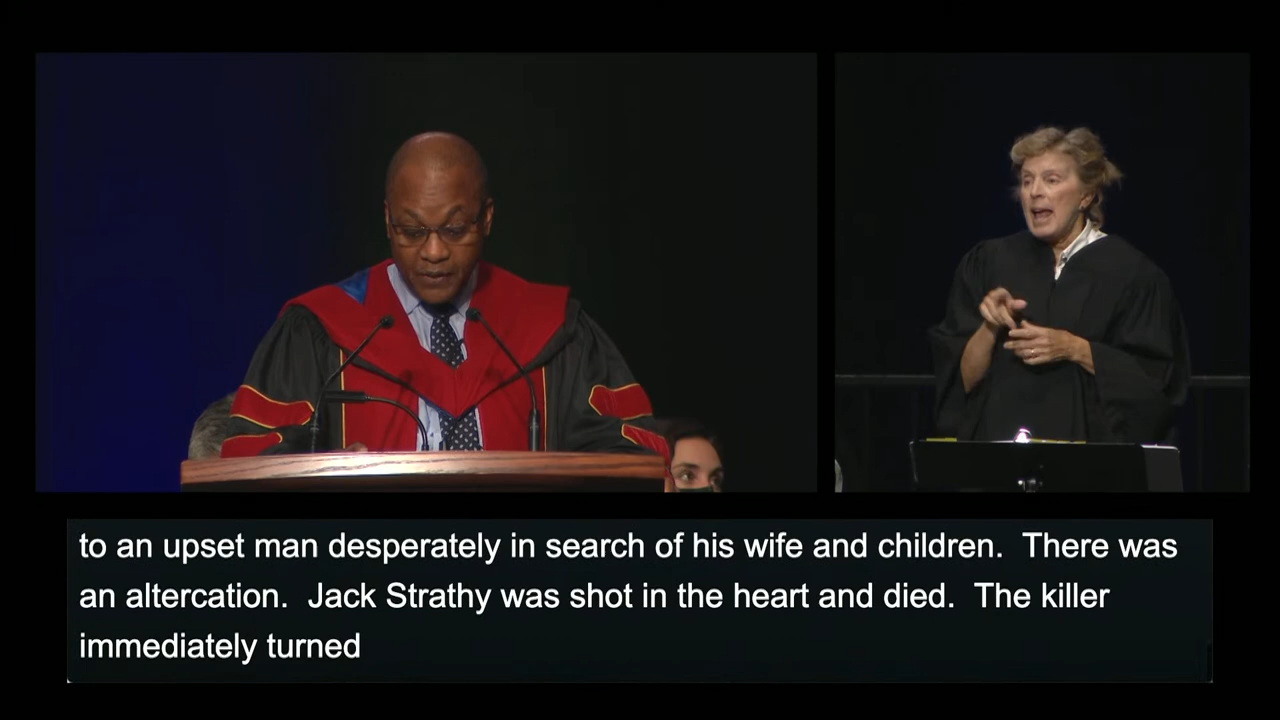 to an upset man desperately in search of his wife and children.  There was
an altercation.  Jack Strathy was shot in the heart and died.  The killer
immediately turned